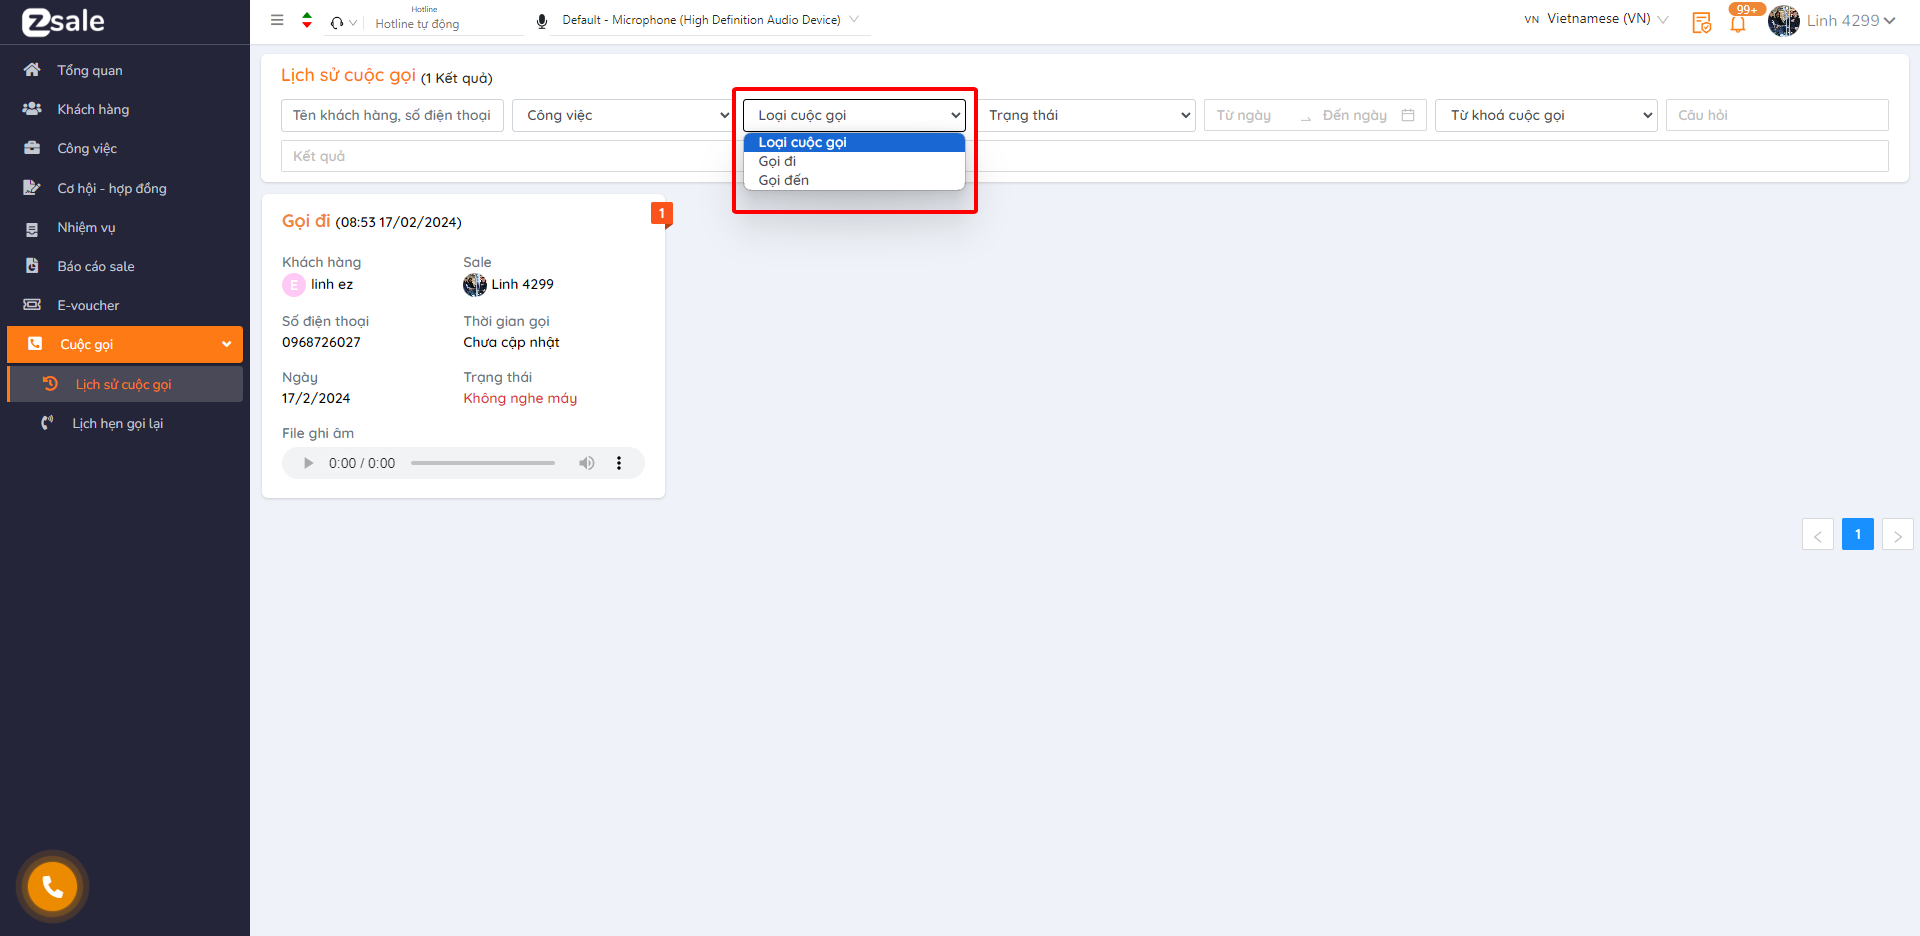 Zsale
Hotline
Hotline tự động
Default - Microphone (High Definition Audio Device)
VN Vietnamese (VN)
99+
Linh 4299
Tổng quan
Khách hàng
Công việc
Cơ hội - hợp đồng
Nhiệm vụ
Báo cáo sale
E-voucher
Cuộc gọi
Lịch sử cuộc gọi
Lịch hẹn gọi lại
Lịch sử cuộc gọi (1 Kết quả)
Tên khách hàng, số điện thoại
Công việc
Loại cuộc gọi
Trạng thái
Từ ngày
Đến ngày
Từ khoá cuộc gọi
Câu hỏi
Kết quả
Loại cuộc gọi
Gọi đi
Gọi đến
Gọi đi (08:53 17/02/2024)
1
Khách hàng
E linh ez
Sale
Linh 4299
Số điện thoại
0968726027
Thời gian gọi
Chưa cập nhật
Ngày
17/2/2024
Trạng thái
Không nghe máy
File ghi âm
0:00 / 0:00
< 1 >